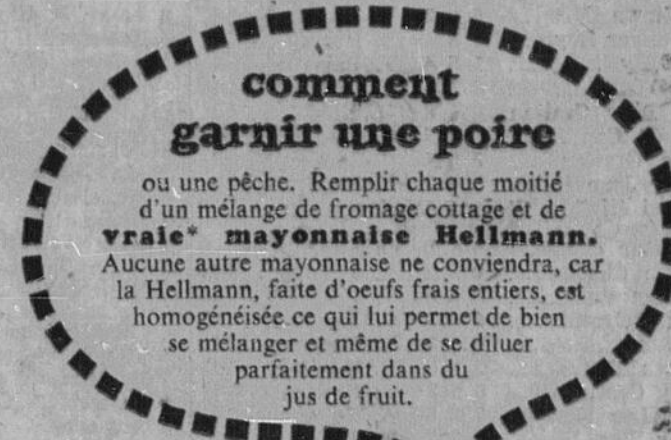 comment
garnir une poire
ou une pêche. Remplir chaque moitié
d'un mélange de fromage cottage et de
vraie* mayonnaise Hellmann.
Aucune autre mayonnaise ne conviendra, car
la Hellmann, faite d'oeufs frais entiers, est
homogénéisée ce qui lui permet de bien
se mélanger et même de se diluer
parfaitement dans du
jus de fruit.